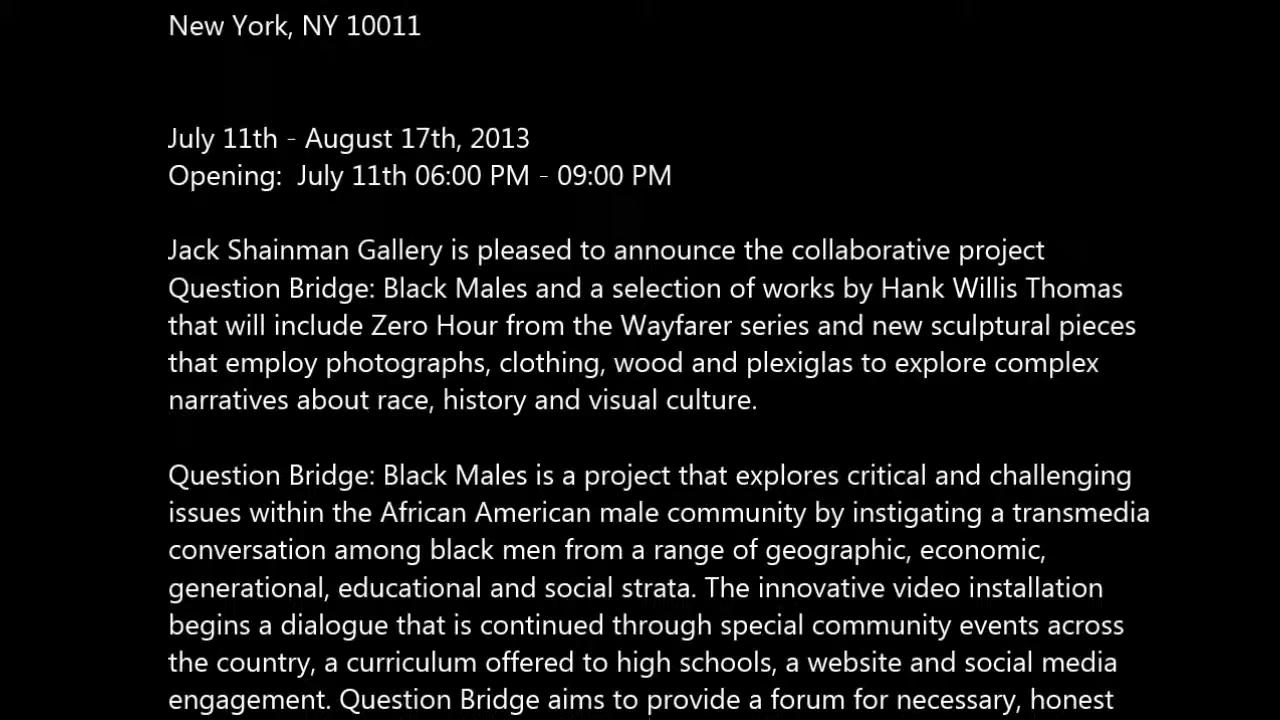 New York, NY 10011
July 11th - August 17th, 2013
Opening:  July 11th 06:00 PM - 09:00 PM
Jack Shainman Gallery is pleased to announce the collaborative project
Question Bridge: Black Males and a selection of works by Hank Willis Thomas
that will include Zero Hour from the Wayfarer series and new sculptural pieces
that employ photographs, clothing, wood and plexiglas to explore complex
narratives about race, history and visual culture.
Question Bridge: Black Males is a project that explores critical and challenging
issues within the African American male community by instigating a transmedia
conversation among black men from a range of geographic, economic,
generational, educational and social strata. The innovative video installation
begins a dialogue that is continued through special community events across
the country, a curriculum offered to high schools, a website and social media
engagement. Question Bridge aims to provide a forum for necessary, honest